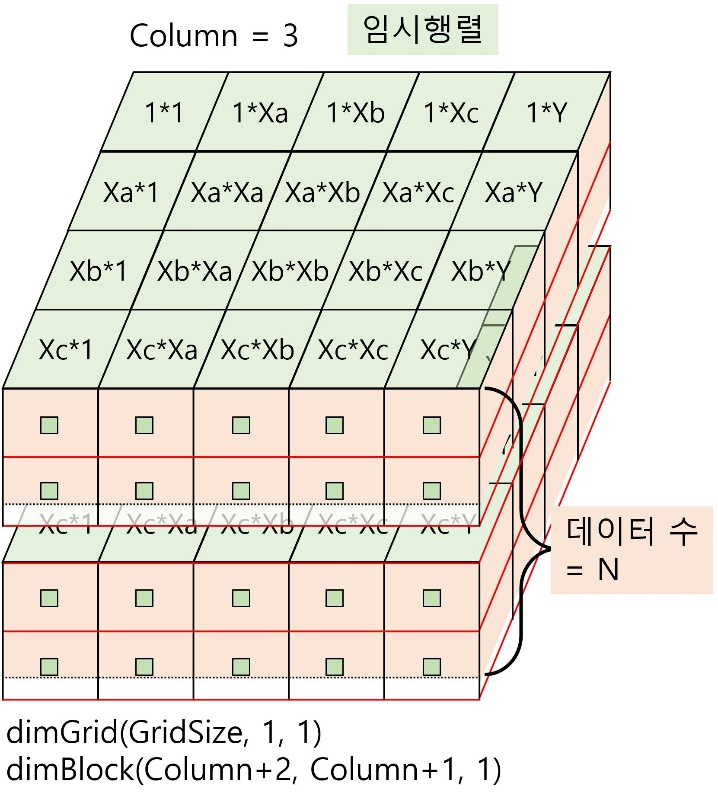 Column = 3
임시행렬
1*1 1*Xa 1*Xb 1*Xc 1*Y
Xa*1 Xa*Xa Xa*Xb Xa*Xc Xa*Y
Xb*1 Xb*Xa Xb*Xb Xb*Xc Xb*Y
Xc*1 Xc*Xa Xc*Xb Xc*Xc Xc*Y
Xc*1 Xc*Xa Xc*Xb Xc*Xc Xc*Y
데이터 수
= N
dimGrid(GridSize, 1, 1)
dimBlock(Column+2, Column+1, 1)